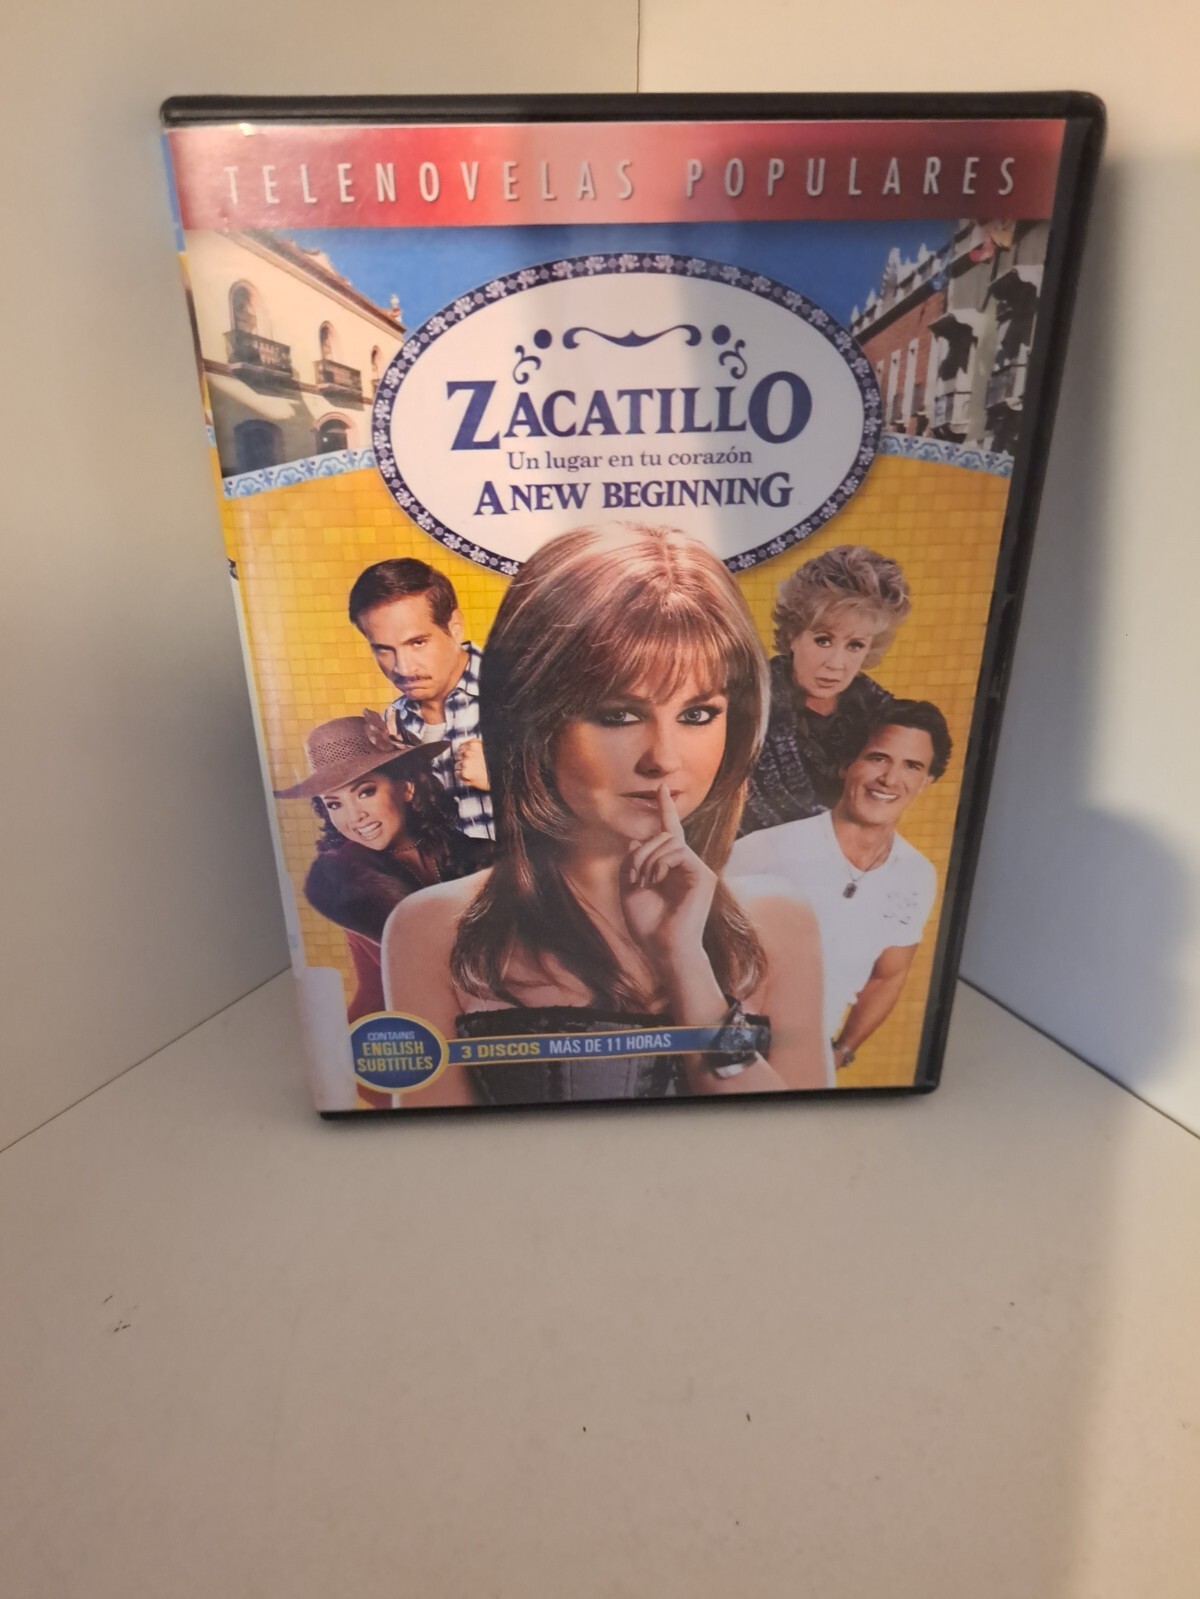 TELENOVELAS POPULARES
ZACATILLO
Un lugar en tu corazón
A NEW BEGINNING
CONTAINS
ENGLISH
SUBTITLES
3 DISCOS MÁS DE 11 HORAS